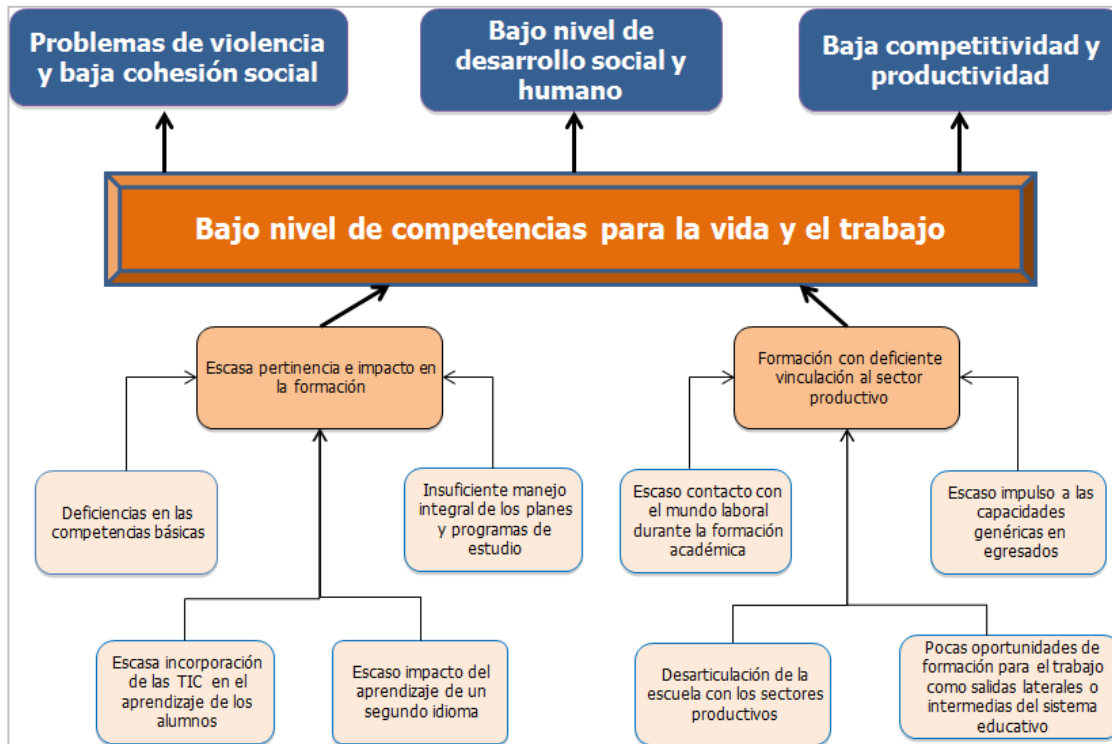 Problemas de violencia
y baja cohesión social
Bajo nivel de
desarrollo social y
humano
Baja competitividad y
productividad
Bajo nivel de competencias para la vida y el trabajo
Escasa pertinencia e impacto en
la formación
Formación con deficiente
vinculación al sector
productivo
Deficiencias en las
competencias básicas
Insuficiente manejo
integral de los planes
y programas de
estudio
Escaso contacto con
el mundo laboral
durante la formación
académica
Escaso impulso a las
capacidades
genéricas en
egresados
Escasa incorporación
de las TIC en el
aprendizaje de los
alumnos
Escaso impacto del
aprendizaje de un
segundo idioma
Desarticulación de la
escuela con los sectores
productivos
Pocas oportunidades de
formación para el trabajo
como salidas laterales o
intermedias del sistema
educativo